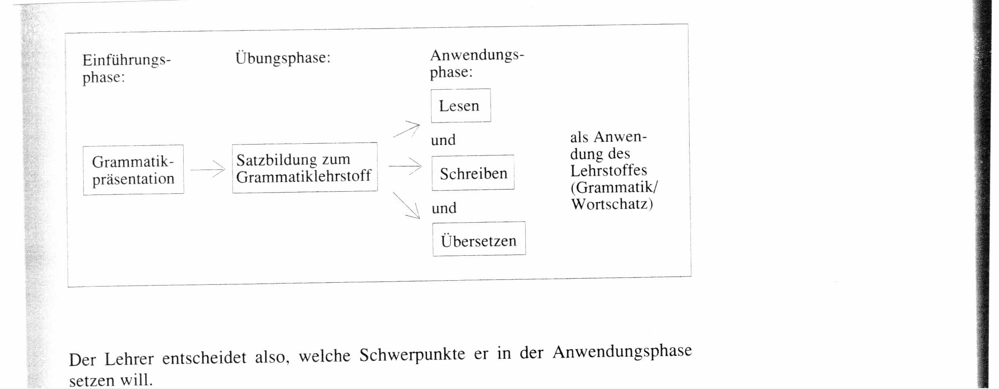 Einführungs-
phase:
Übungsphase:
Anwendungs-
phase:
Grammatik-
präsentation
Satzbildung zum
Grammatiklehrstoff
Lesen
und
Schreiben
und
Übersetzen
als Anwen-
dung des
Lehrstoffes
(Grammatik/
Wortschatz)
Der Lehrer entscheidet also, welche Schwerpunkte er in der Anwendungsphase
setzen will.